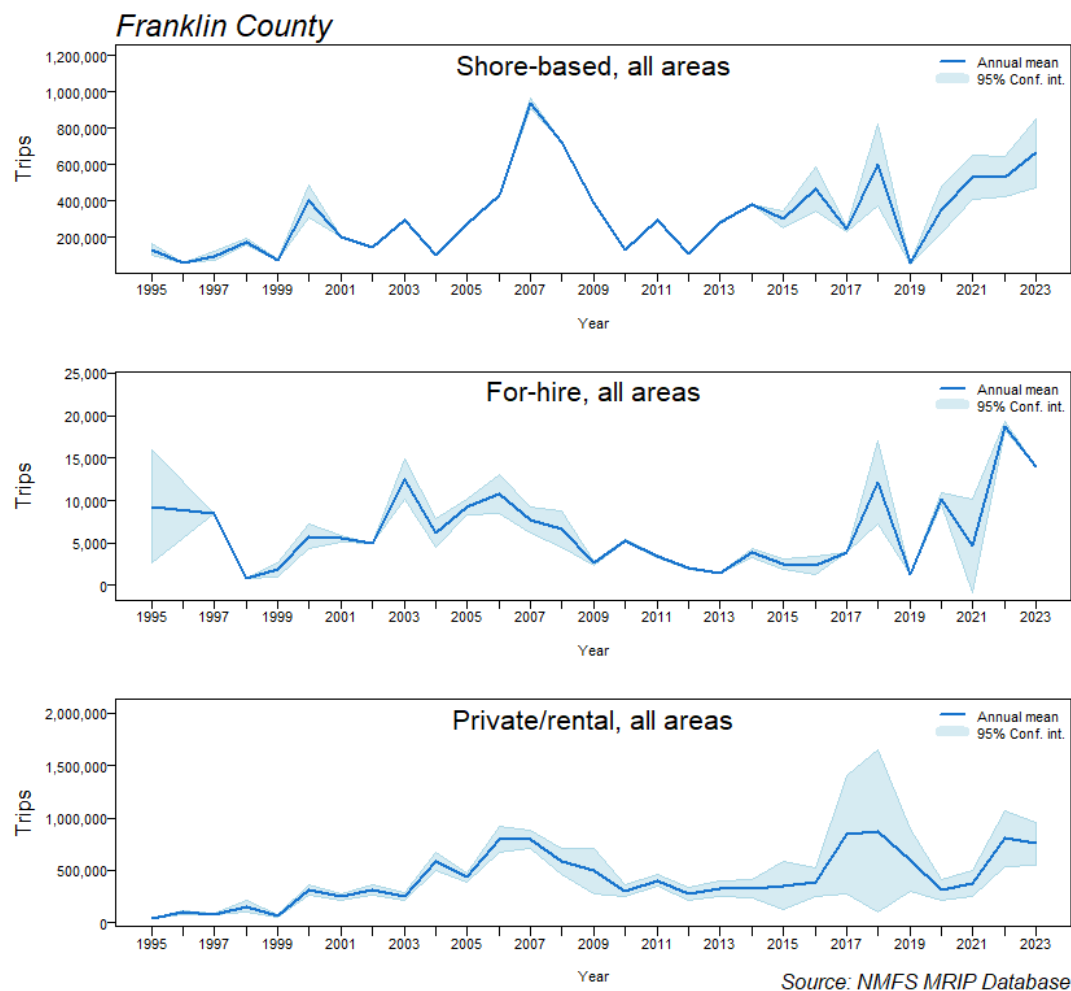 Franklin County
Shore-based, all areas
Annual mean
95% Conf. int.
Trips
1,200,000
1,000,000
800,000
600,000
400,000
200,000
1995 1997 1999 2001 2003 2005 2007 2009 2011 2013 2015 2017 2019 2021 2023
Year
For-hire, all areas
Annual mean
95% Conf. int.
Trips
25,000
20,000
15,000
10,000
5,000
0
1995 1997 1999 2001 2003 2005 2007 2009 2011 2013 2015 2017 2019 2021 2023
Year
Private/rental, all areas
Annual mean
95% Conf. int.
Trips
2,000,000
1,500,000
1,000,000
500,000
0
1995 1997 1999 2001 2003 2005 2007 2009 2011 2013 2015 2017 2019 2021 2023
Year
Source: NMFS MRIP Database